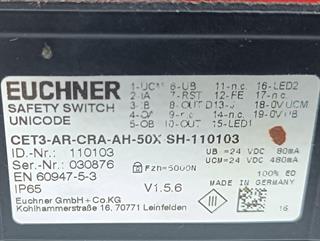 EUCHNER
SAFETY SWITCH
UNICODE
1-UCM 6-UB 11-n.c. 16-LED2
2-IA 7-RST 12-FE 17-n.c.
3-IB 8-OUT D 13-J 18-0V UCM
4-OA 9-n.c. 14-n.c. 19-0V UB
5-OB 10-OUT 15-LED1
CET3-AR-CRA-AH-50X-SH-110103
ID.-Nr.: 110103
Ser.-Nr.: 030876
UB =24 VDC 80mA
UCM=24 VDC 480mA
EN 60947-5-3
Fzh=5000N
100% ED
IP65
V1.5.6
MADE IN GERMANY
Euchner GmbH+Co.KG
Kohlhammerstraße 16, 70771 Leinfelden
16